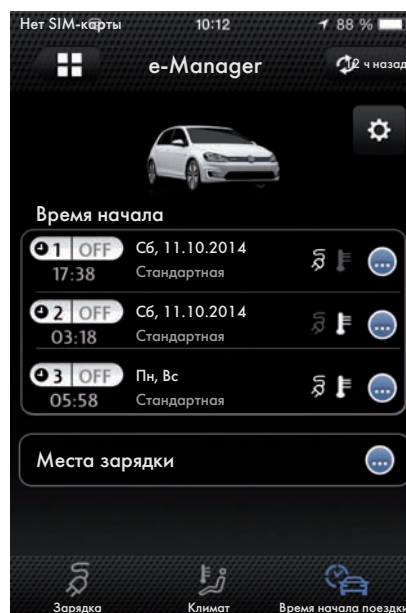 Нет SIM-карты 10:12 88 %
e-Manager 2 ч назад
Время начала
1 OFF Сб, 11.10.2014
17:38 Стандартная
2 OFF Сб, 11.10.2014
03:18 Стандартная
3 OFF Пн, Вс
05:58 Стандартная
Места зарядки
Зарядка Климат Время начала поездки